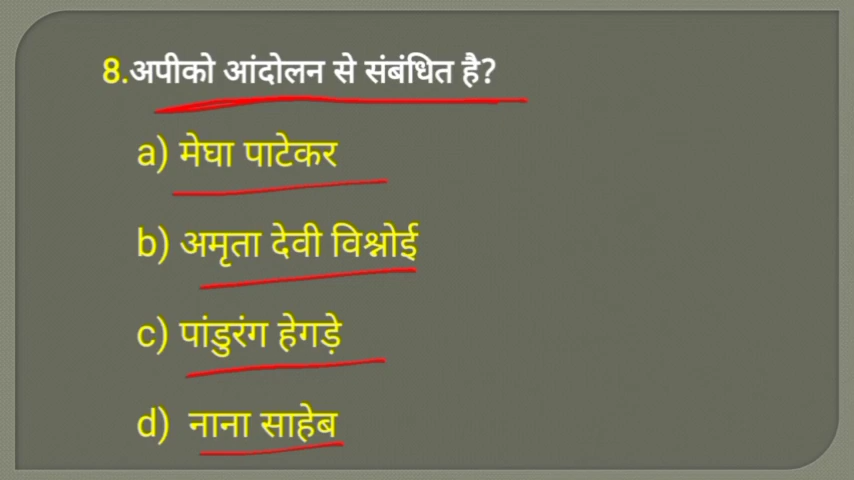 8.अपीको आंदोलन से संबंधित है?
a) मेघा पाटेकर
b) अमृता देवी विश्नोई
c) पांडुरंग हेगड़े
d) नाना साहेब